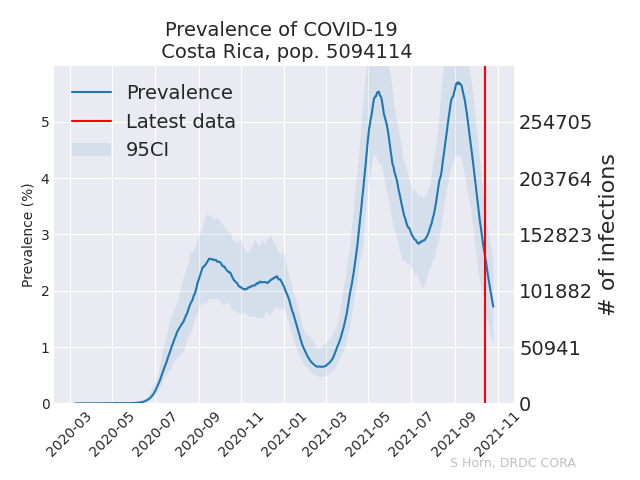 Prevalence of COVID-19
Costa Rica, pop. 5094114
Prevalence
Latest data
95CI
Prevalence (%)
5
4
3
2
1
0
254705
203764
152823
101882
50941
0
# of infections
2020-03
2020-05
2020-07
2020-09
2020-11
2021-01
2021-03
2021-05
2021-07
2021-09
2021-11
S Horn, DRDC CORA